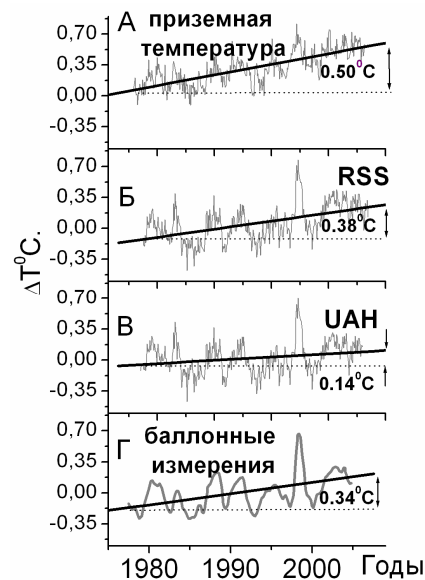 А приземная
температура
0,70
0,35
0,00
-0,35
0.50⁰C
Б RSS
0,70
0,35
0,00
-0,35
0.38⁰C
ΔT⁰C.
В UAH
0,70
0,35
0,00
-0,35
0.14⁰C
Г баллонные
измерения
0,70
0,35
0,00
-0,35
0.34⁰C
1980 1990 2000 Годы